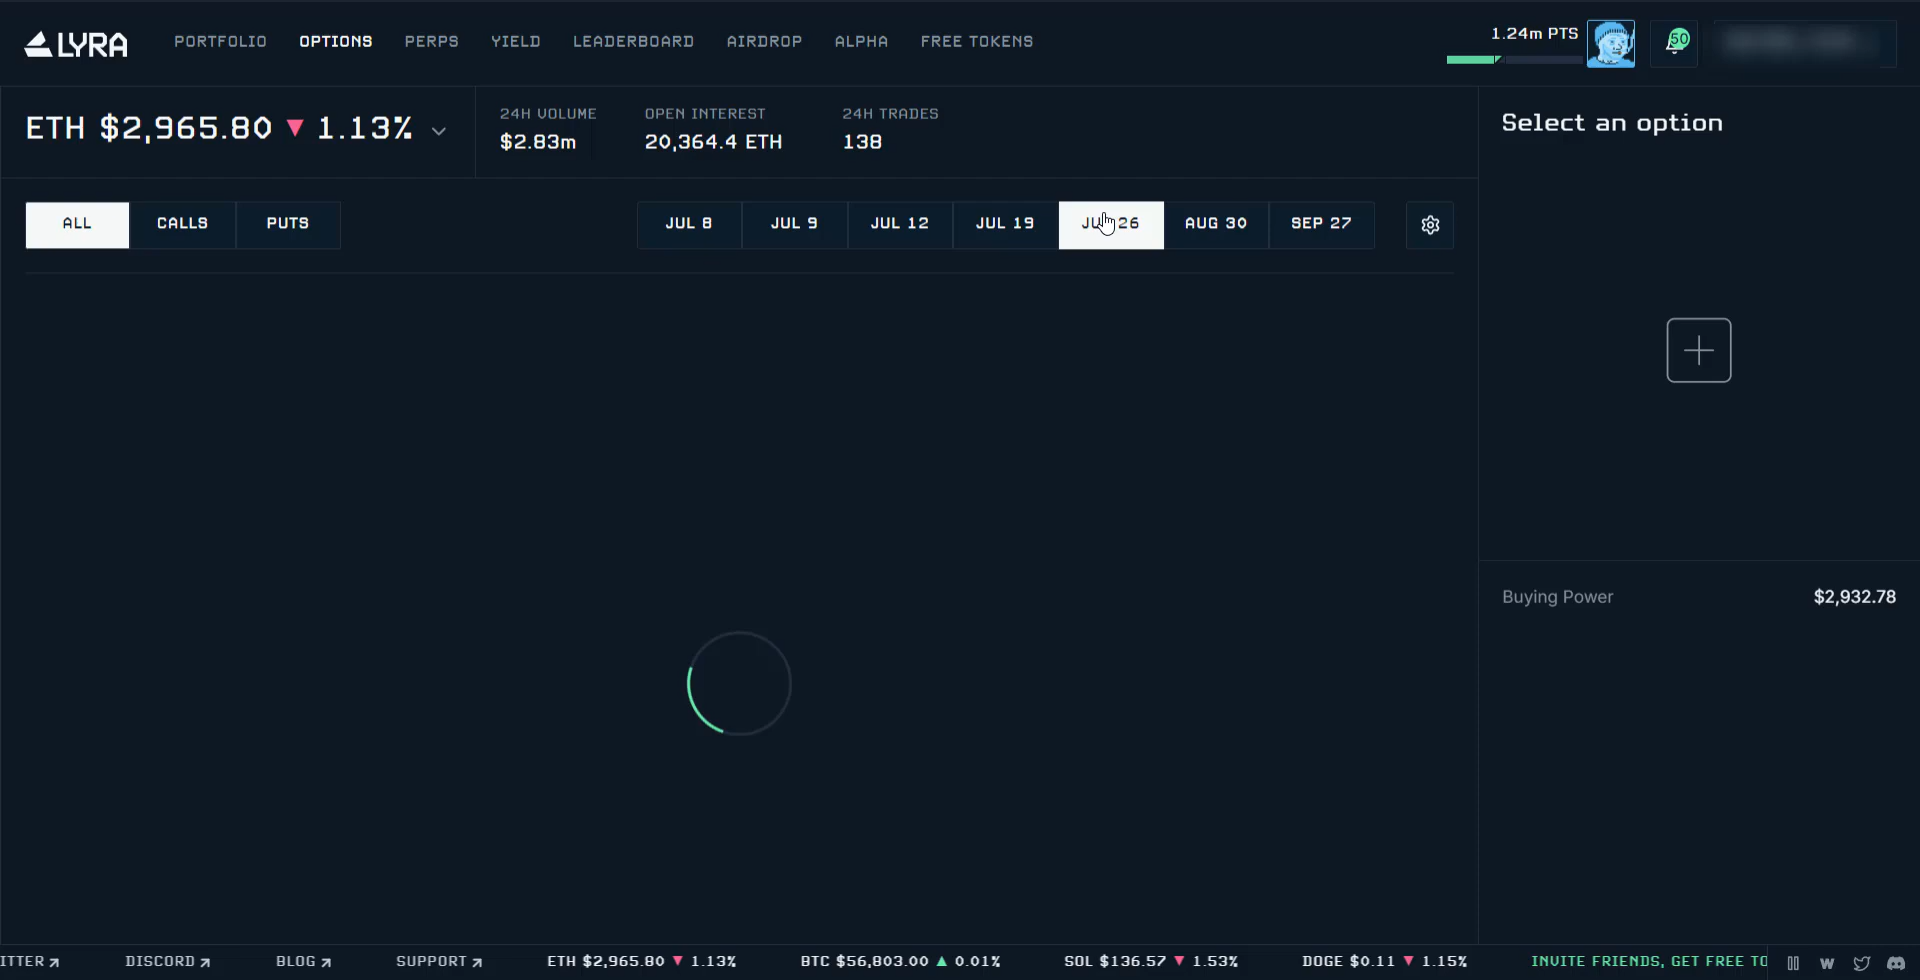 LYRA
PORTFOLIO OPTIONS PERPS YIELD LEADERBOARD AIRDROP ALPHA FREE TOKENS
1.24m PTS
50
ETH $2,965.80 ▼ 1.13%
24H VOLUME
$2.83m
OPEN INTEREST
20,364.4 ETH
24H TRADES
138
Select an option
ALL CALLS PUTS
JUL 8 JUL 9 JUL 12 JUL 19 JUL 26 AUG 30 SEP 27
Buying Power $2,932.78
ITTER DISCORD BLOG SUPPORT ETH $2,965.80 ▼ 1.13% BTC $56,803.00 ▲ 0.01% SOL $136.57 ▼ 1.53% DOGE $0.11 ▼ 1.15% INVITE FRIENDS, GET FREE TO
W